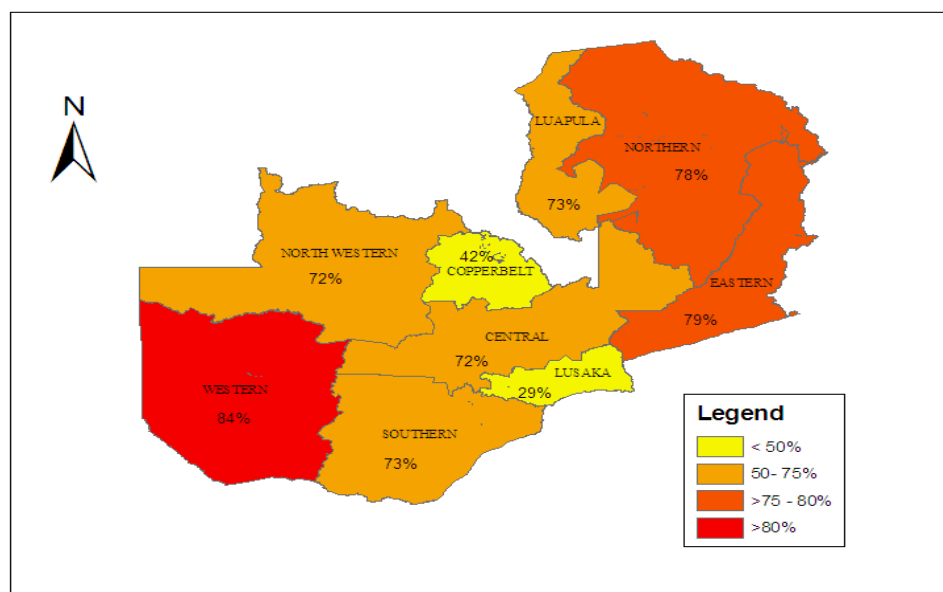 N
LUAPULA
NORTHERN
78%
73%
NORTH WESTERN
72%
42%
COPPERBELT
EASTERN
79%
CENTRAL
72%
LUSAKA
29%
WESTERN
84%
SOUTHERN
73%
Legend
< 50%
50- 75%
>75 - 80%
>80%